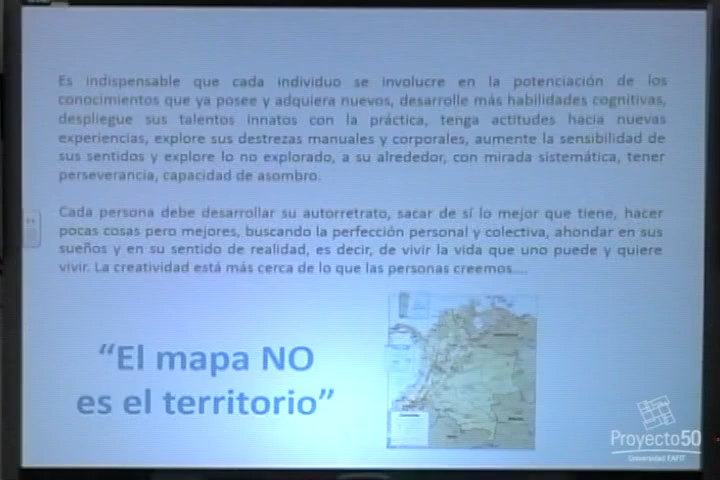 Es indispensable que cada individuo se involucre en la potenciación de los
conocimientos que ya posee y adquiera nuevos, desarrolle más habilidades cognitivas,
despliegue sus talentos innatos con la práctica, tenga actitudes hacia nuevas
experiencias, explore sus destrezas manuales y corporales, aumente la sensibilidad de
sus sentidos y explore lo no explorado, a su alrededor, con mirada sistemática, tener
perseverancia, capacidad de asombro.
Cada persona debe desarrollar su autorretrato, sacar de sí lo mejor que tiene, hacer
pocas cosas pero mejores, buscando la perfección personal y colectiva, ahondar en sus
sueños y en su sentido de realidad, es decir, de vivir la vida que uno puede y quiere
vivir. La creatividad está más cerca de lo que las personas creemos....
“El mapa NO
es el territorio”
Proyecto50
Universidad EAFIT